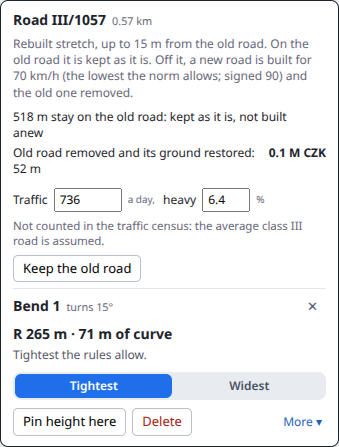 Road III/1057 0.57 km
Rebuilt stretch, up to 15 m from the old road. On the
old road it is kept as it is. Off it, a new road is built for
70 km/h (the lowest the norm allows; signed 90) and
the old one removed.
518 m stay on the old road: kept as it is, not built
anew
Old road removed and its ground restored: 0.1 M CZK
52 m
Traffic 736 a day, heavy 6.4 %
Not counted in the traffic census: the average class III
road is assumed.
Keep the old road
Bend 1 turns 15° ✕
R 265 m · 71 m of curve
Tightest the rules allow.
Tightest Widest
Pin height here Delete More ▾